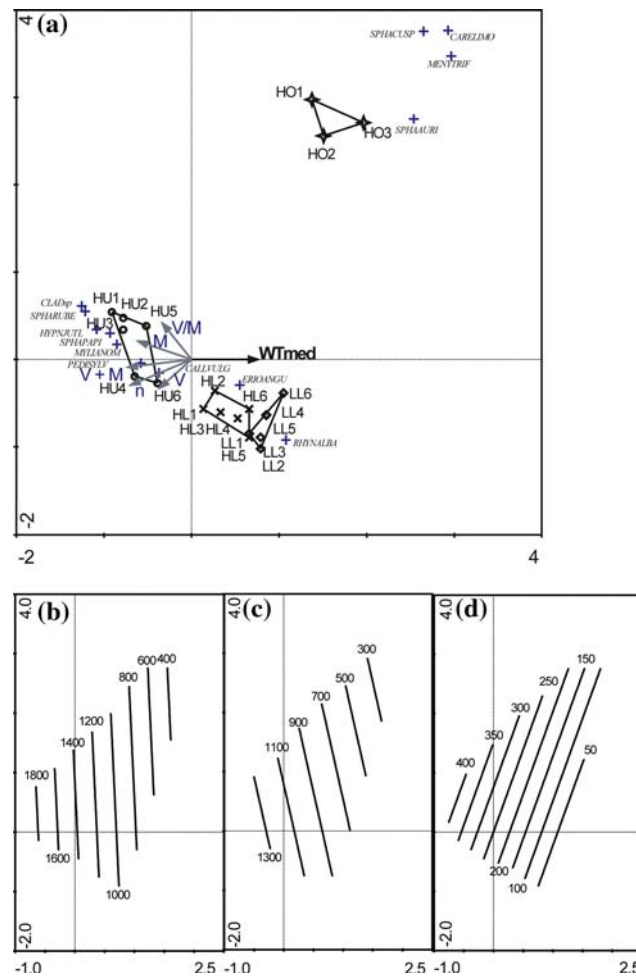 (a)
4
SPHACUSP
CARELIMO
MENYTRIF
HO1
HO3
SPHAAURI
HO2
CLADsp
HU1
HU2
SPHARUBE
HU3
HU5
V/M
HYPNJUTL
SPHAPAPI
M
MYLIANOM
WTmed
PEDISYLV
CALLVULG
V
M
V
HU4
n
HU6
HL2
ERIOANGU
HL6
LL6
HL1
LL4
HL3
HL4
LL5
LL1
LL3
RHYNALBA
HL5
LL2
-2
-2
4
(b)
(c)
(d)
4.0
4.0
4.0
600
400
800
1200
1400
1800
1600
1000
300
500
700
900
1100
1300
150
250
300
350
400
50
200
100
-2.0
-2.0
-2.0
-1.0
2.5
-1.0
2.5
-1.0
2.5